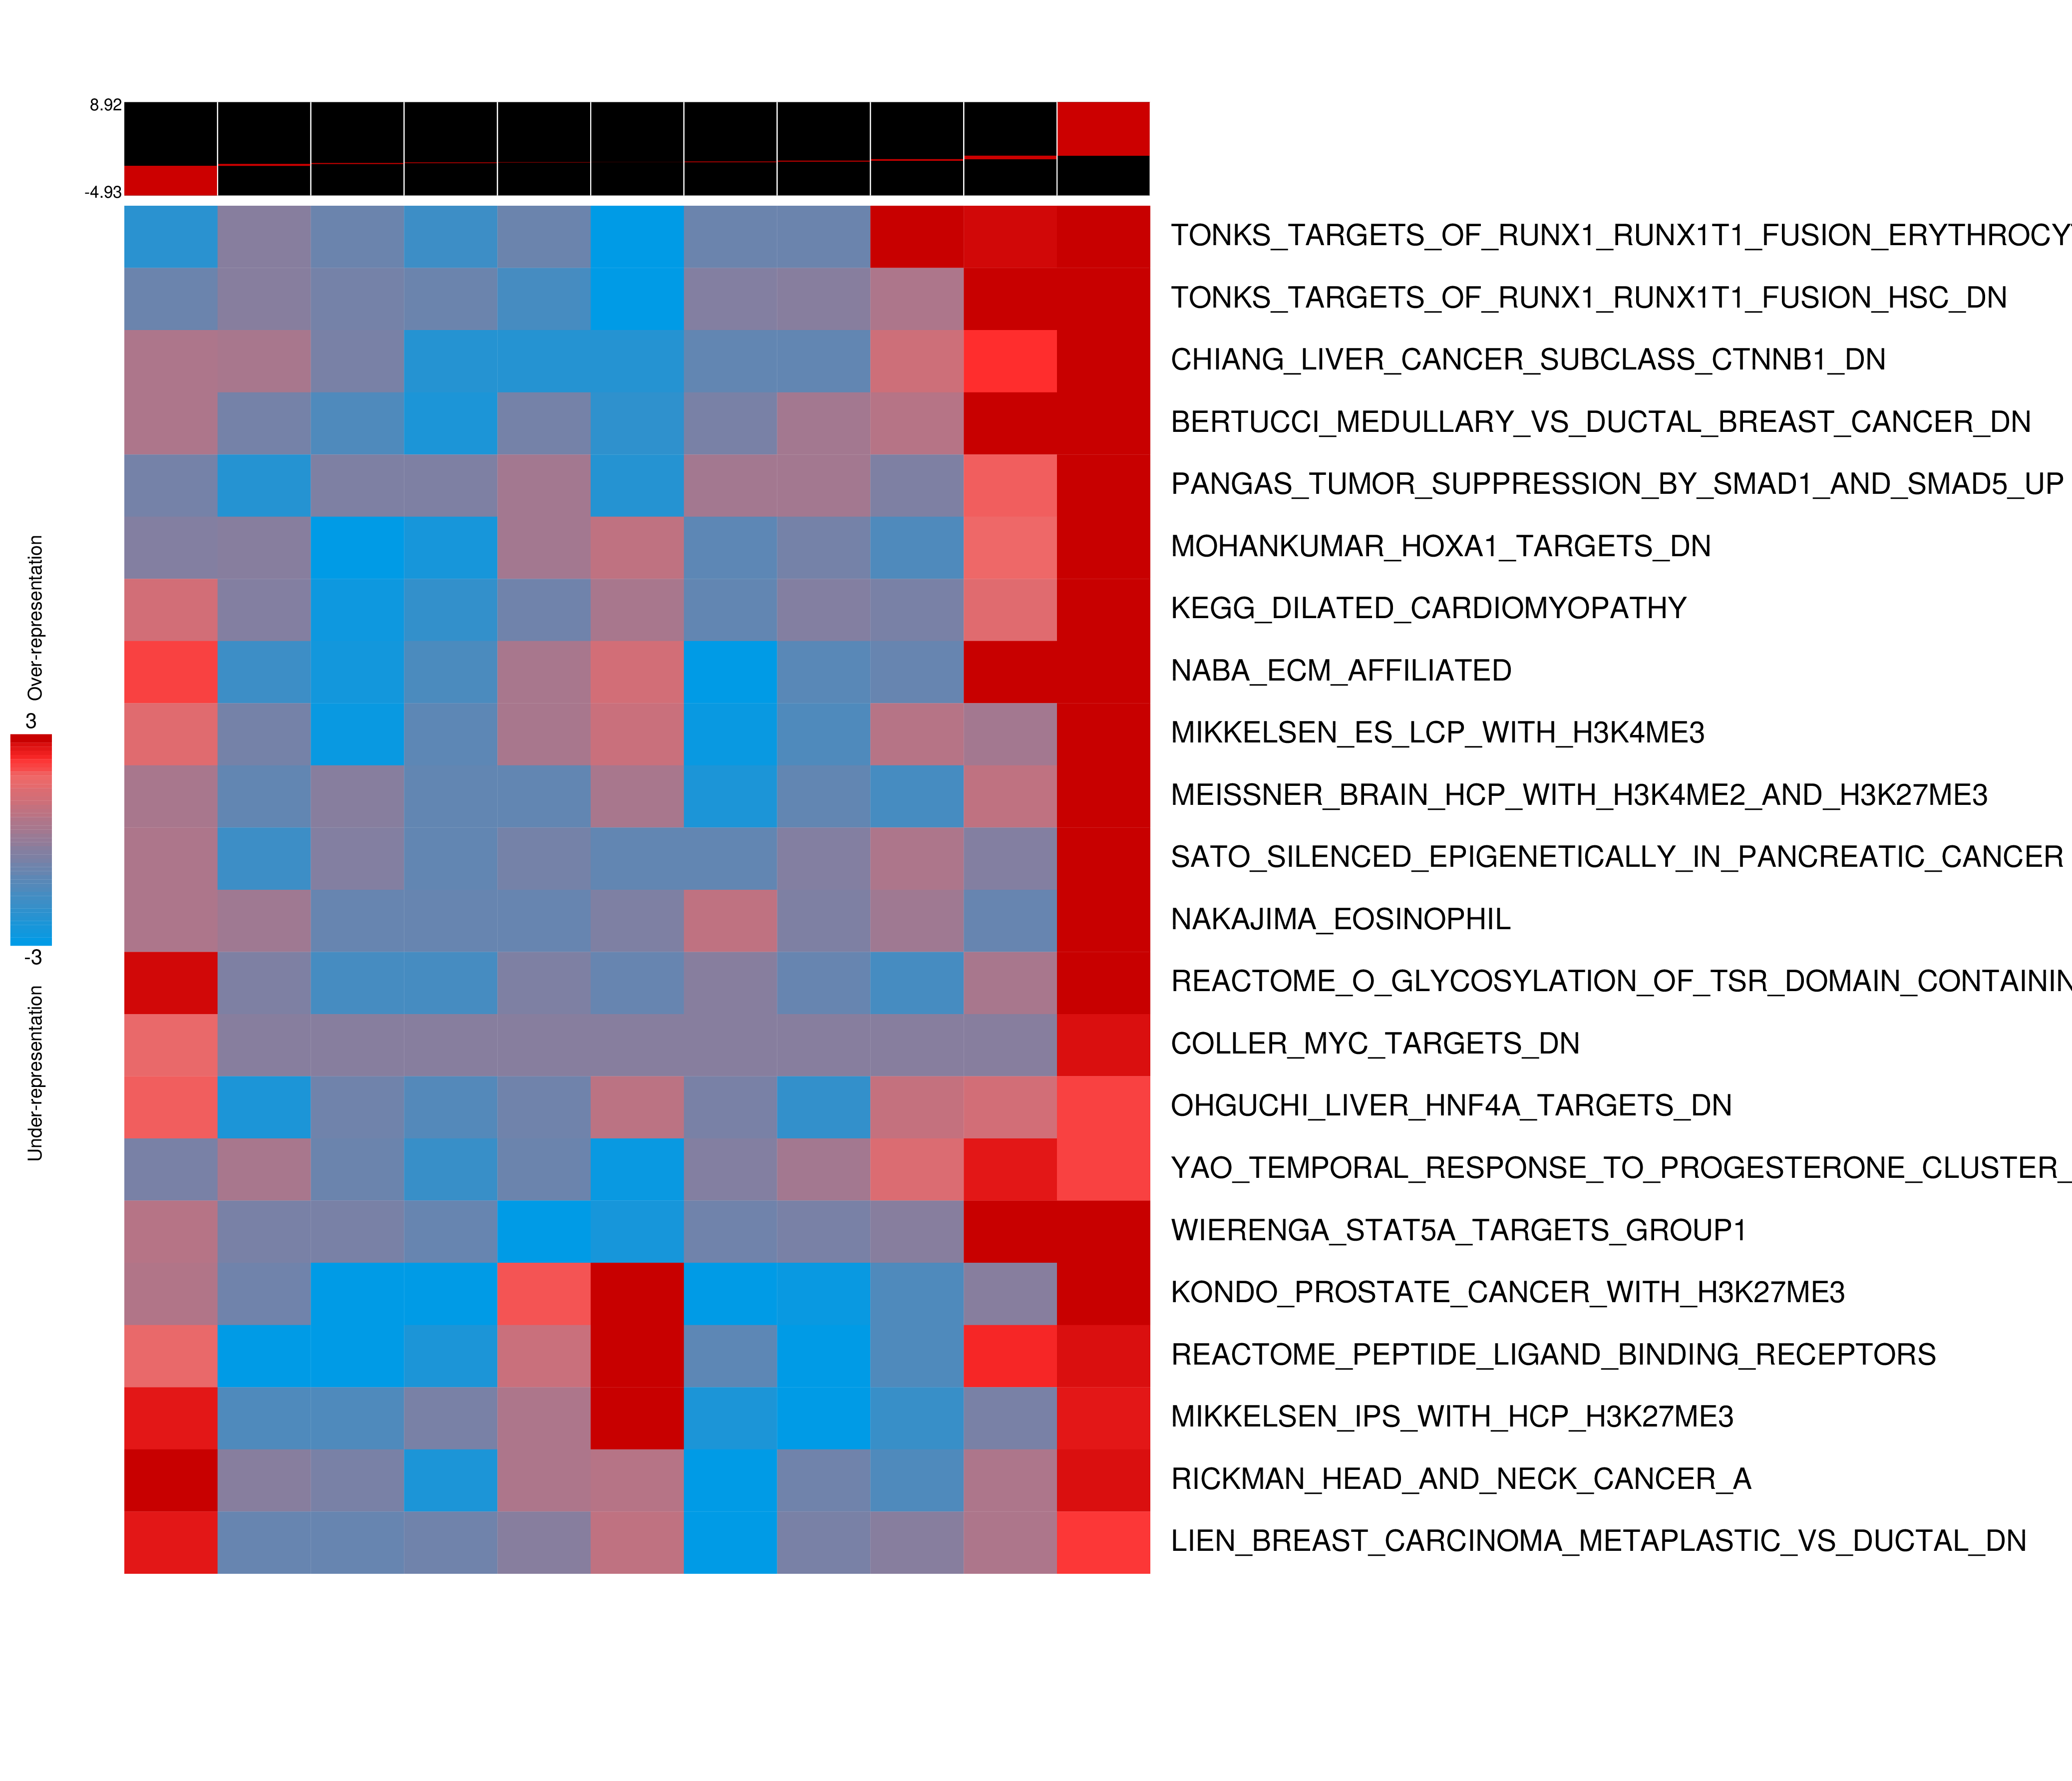 8.92
-4.93
TONKS_TARGETS_OF_RUNX1_RUNX1T1_FUSION_ERYTHROCY
TONKS_TARGETS_OF_RUNX1_RUNX1T1_FUSION_HSC_DN
CHIANG_LIVER_CANCER_SUBCLASS_CTNNB1_DN
BERTUCCI_MEDULLARY_VS_DUCTAL_BREAST_CANCER_DN
PANGAS_TUMOR_SUPPRESSION_BY_SMAD1_AND_SMAD5_UP
MOHANKUMAR_HOXA1_TARGETS_DN
KEGG_DILATED_CARDIOMYOPATHY
NABA_ECM_AFFILIATED
MIKKELSEN_ES_LCP_WITH_H3K4ME3
MEISSNER_BRAIN_HCP_WITH_H3K4ME2_AND_H3K27ME3
SATO_SILENCED_EPIGENETICALLY_IN_PANCREATIC_CANCER
NAKAJIMA_EOSINOPHIL
REACTOME_O_GLYCOSYLATION_OF_TSR_DOMAIN_CONTAININ
COLLER_MYC_TARGETS_DN
OHGUCHI_LIVER_HNF4A_TARGETS_DN
YAO_TEMPORAL_RESPONSE_TO_PROGESTERONE_CLUSTER_
WIERENGA_STAT5A_TARGETS_GROUP1
KONDO_PROSTATE_CANCER_WITH_H3K27ME3
REACTOME_PEPTIDE_LIGAND_BINDING_RECEPTORS
MIKKELSEN_IPS_WITH_HCP_H3K27ME3
RICKMAN_HEAD_AND_NECK_CANCER_A
LIEN_BREAST_CARCINOMA_METAPLASTIC_VS_DUCTAL_DN
Over-representation
3
-3
Under-representation